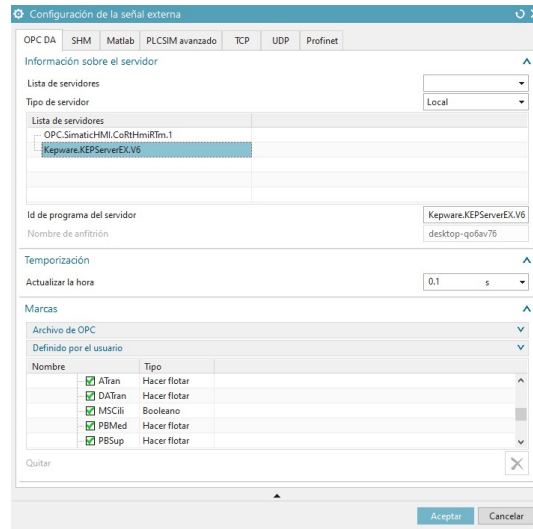 Configuración de la señal externa
OPC DA SHM Matlab PLCSIM avanzado TCP UDP Profinet
Información sobre el servidor
Lista de servidores
Tipo de servidor Local
Lista de servidores
OPC.SimaticHMI.CoRtHmiRTm.1
Kepware.KEPServerEX.V6
Id de programa del servidor Kepware.KEPServerEX.V6
Nombre de anfitrión desktop-qo6av76
Temporización
Actualizar la hora 0.1 s
Marcas
Archivo de OPC
Definido por el usuario
Nombre Tipo
ATran Hacer flotar
DATran Hacer flotar
MSCili Booleano
PBMed Hacer flotar
PBSup Hacer flotar
Quitar
Aceptar Cancelar